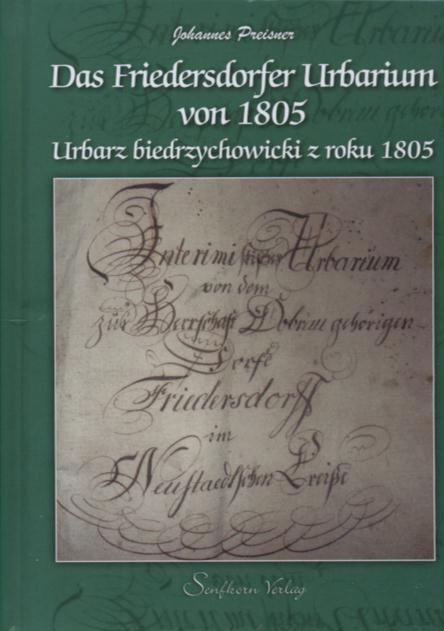 Johannes Preisner
Das Friedersdorfer Urbarium
von 1805
Urbarz biedrzychowicki z roku 1805
Interimistischer Urbarium
von dem
zur Herrschaft Dobrau gehörigen
Dorfe
Friedersdorff
im
Neustaedtschen Creiße
Senfkorn Verlag